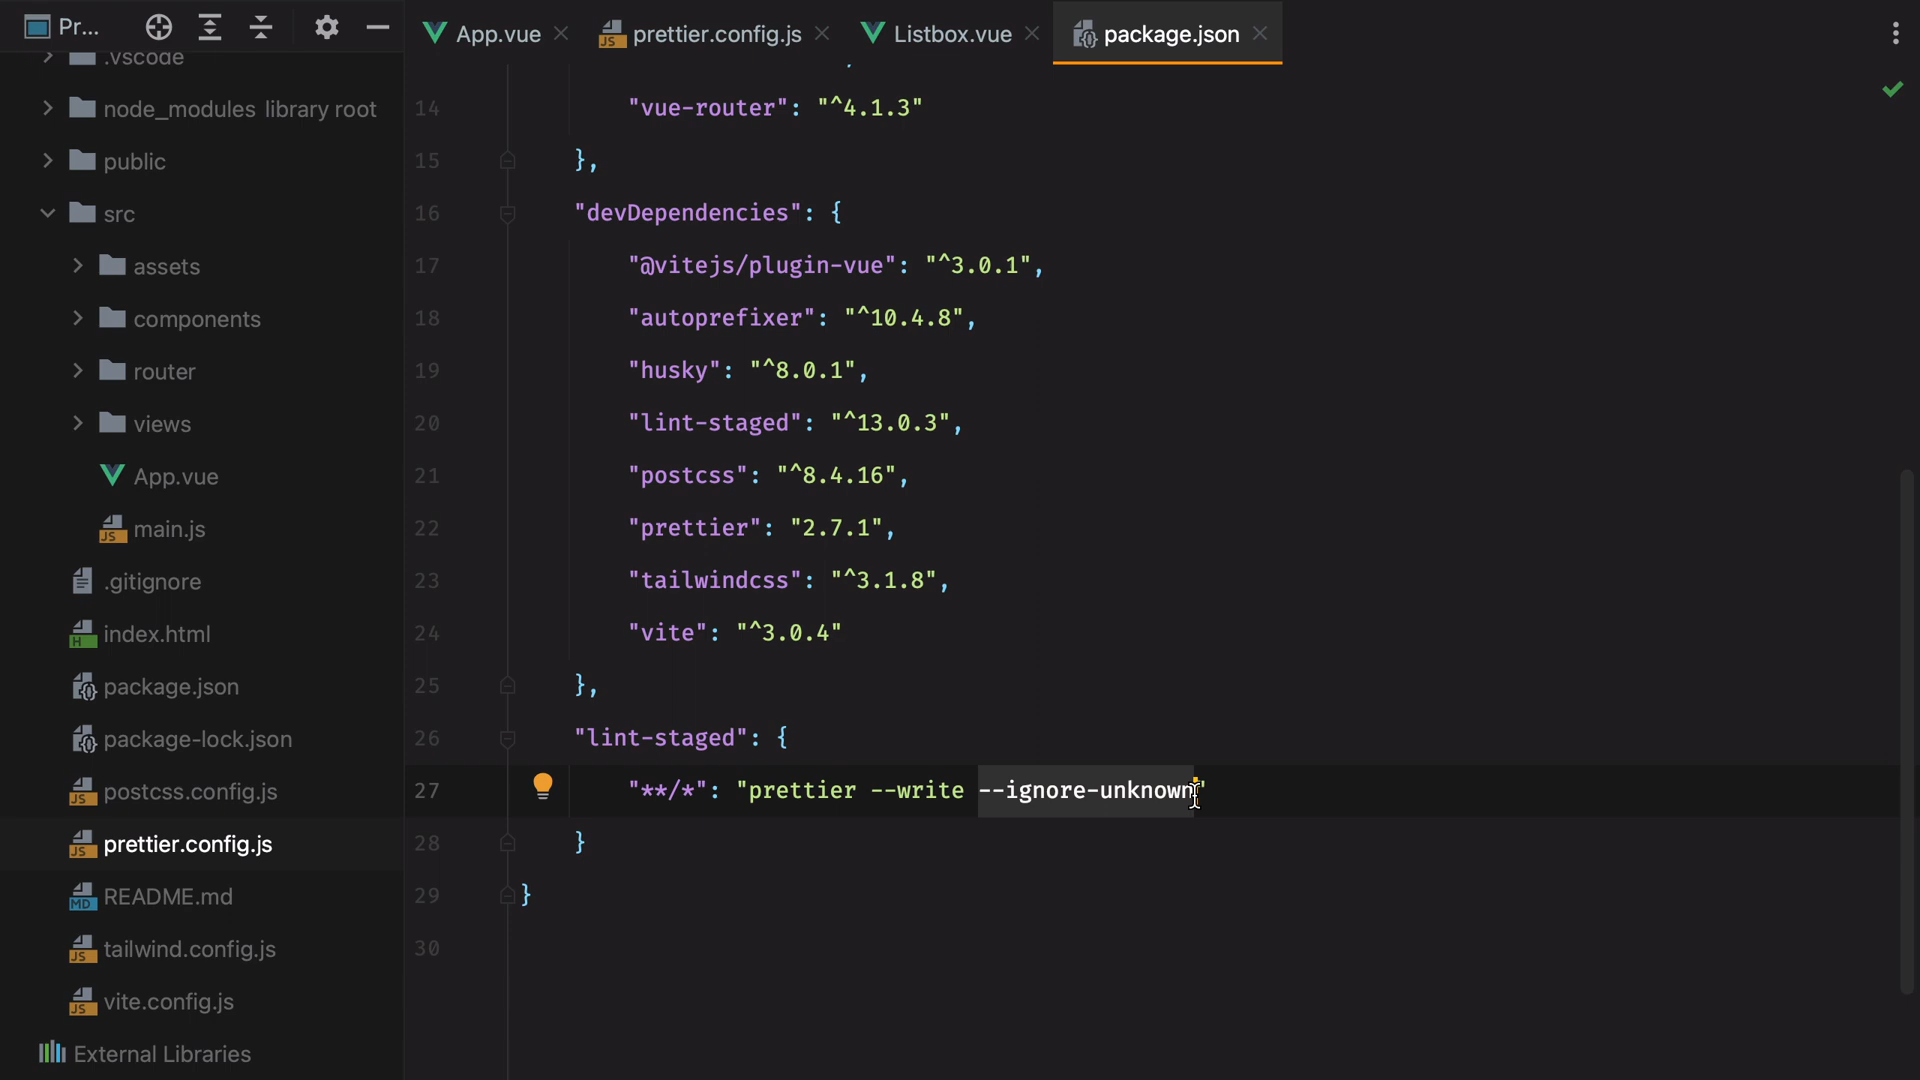 Pr...
App.vue
prettier.config.js
Listbox.vue
package.json
.vscode
node_modules library root
public
src
assets
components
router
views
App.vue
main.js
.gitignore
index.html
package.json
package-lock.json
postcss.config.js
prettier.config.js
README.md
tailwind.config.js
vite.config.js
External Libraries
14 "vue-router": "^4.1.3"
15 },
16 "devDependencies": {
17 "@vitejs/plugin-vue": "^3.0.1",
18 "autoprefixer": "^10.4.8",
19 "husky": "^8.0.1",
20 "lint-staged": "^13.0.3",
21 "postcss": "^8.4.16",
22 "prettier": "2.7.1",
23 "tailwindcss": "^3.1.8",
24 "vite": "^3.0.4"
25 },
26 "lint-staged": {
27 "**/*": "prettier --write --ignore-unknown"
28 }
29 }
30